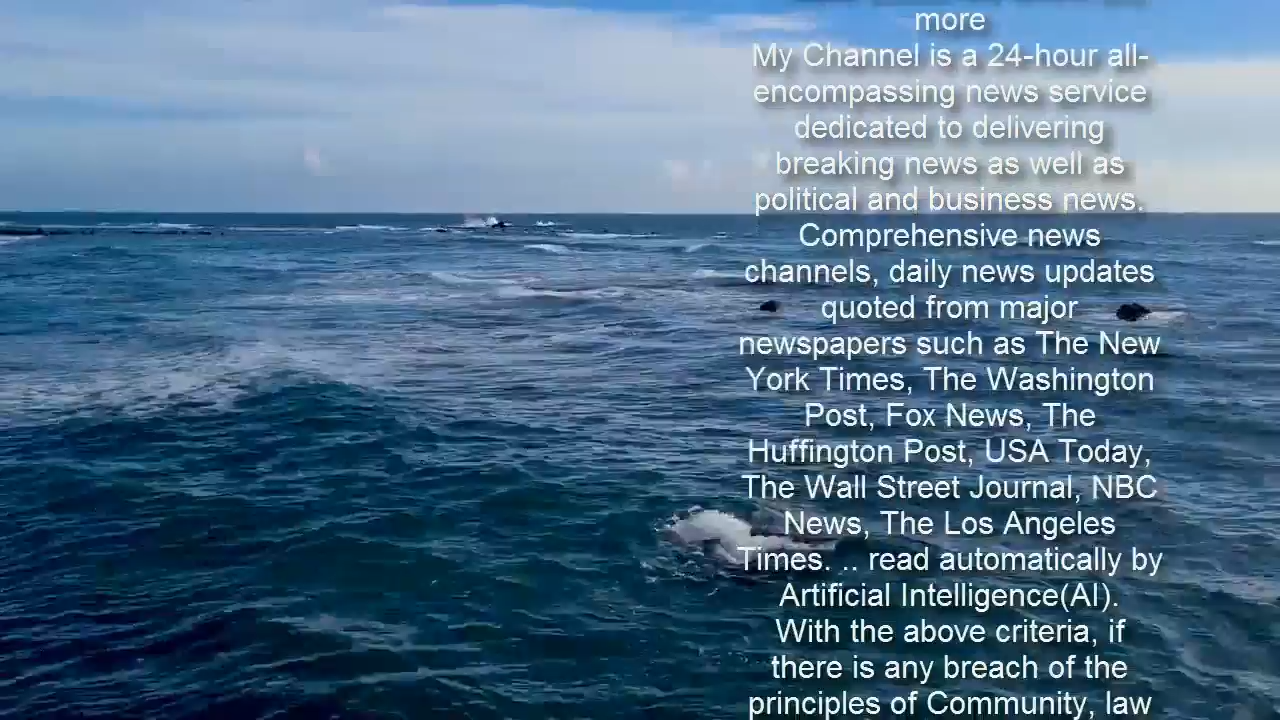 more
My Channel is a 24-hour all-
encompassing news service
dedicated to delivering
breaking news as well as
political and business news.
Comprehensive news
channels, daily news updates
quoted from major
newspapers such as The New
York Times, The Washington
Post, Fox News, The
Huffington Post, USA Today,
The Wall Street Journal, NBC
News, The Los Angeles
Times. .. read automatically by
Artificial Intelligence(AI).
With the above criteria, if
there is any breach of the
principles of Community, law